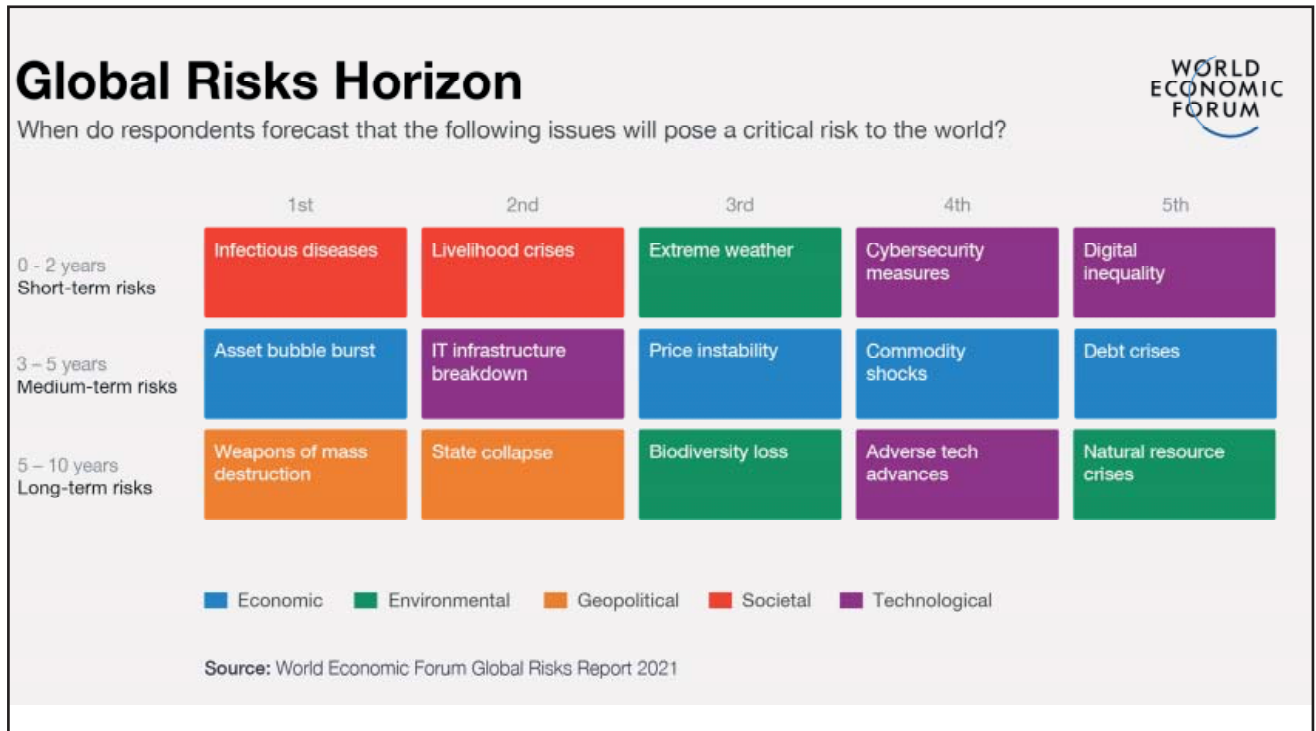 Global Risks Horizon
WORLD
ECONOMIC
FORUM
When do respondents forecast that the following issues will pose a critical risk to the world?
1st 2nd 3rd 4th 5th
0 - 2 years
Short-term risks
Infectious diseases
Livelihood crises
Extreme weather
Cybersecurity
measures
Digital
inequality
3 – 5 years
Medium-term risks
Asset bubble burst
IT infrastructure
breakdown
Price instability
Commodity
shocks
Debt crises
5 – 10 years
Long-term risks
Weapons of mass
destruction
State collapse
Biodiversity loss
Adverse tech
advances
Natural resource
crises
Economic Environmental Geopolitical Societal Technological
Source: World Economic Forum Global Risks Report 2021